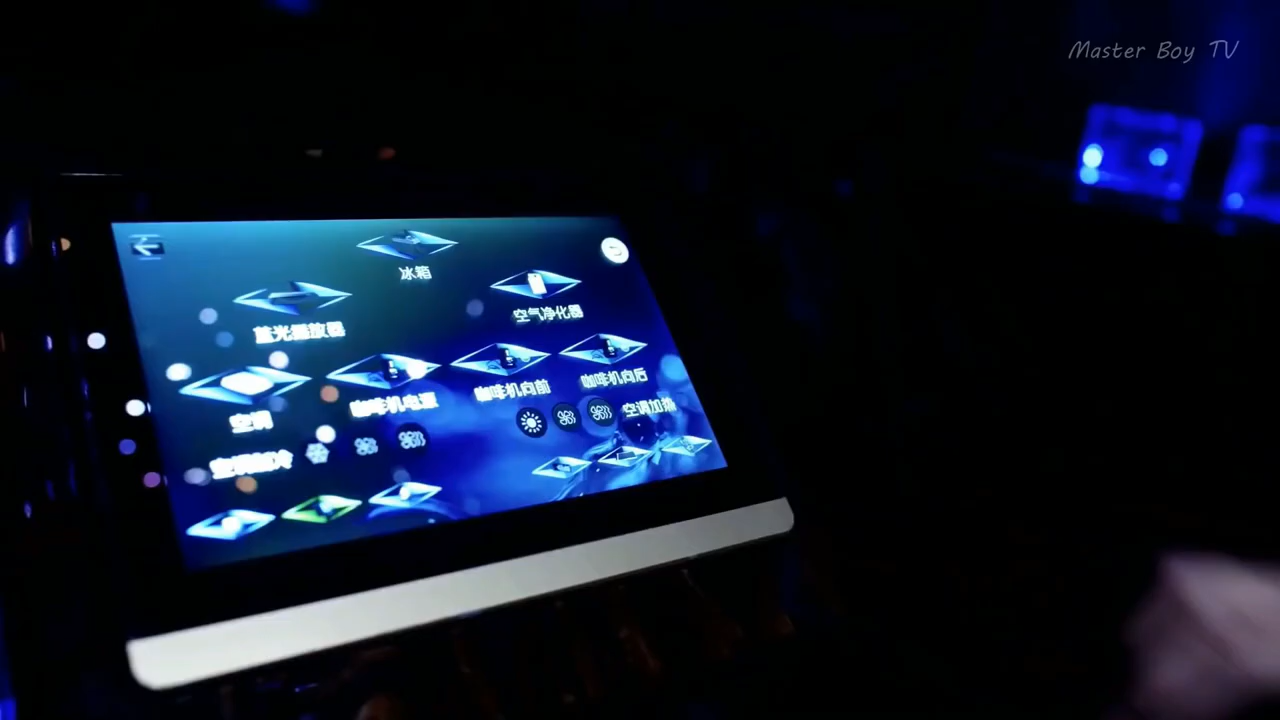 Master Boy TV
冰箱
空气净化器
蓝光播放器
咖啡机向后
咖啡机向前
咖啡机电源
空调
空调加热
空调制冷